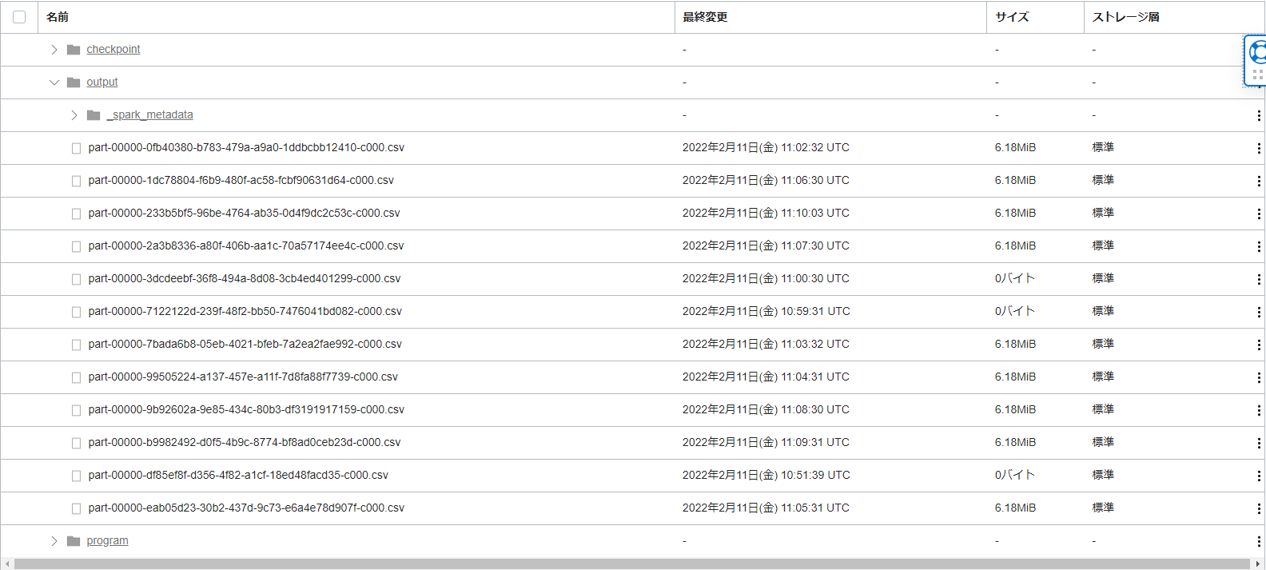 名前 最終変更 サイズ ストレージ層
checkpoint - - -
output - - -
_spark_metadata - - -
part-00000-0fb40380-b783-479a-a9a0-1ddbcbb12410-c000.csv 2022年2月11日(金) 11:02:32 UTC 6.18MiB 標準
part-00000-1dc78804-f6b9-480f-ac58-fcbf90631d64-c000.csv 2022年2月11日(金) 11:06:30 UTC 6.18MiB 標準
part-00000-233b5bf5-96be-4764-ab35-0d4f9dc2c53c-c000.csv 2022年2月11日(金) 11:10:03 UTC 6.18MiB 標準
part-00000-2a3b8336-a80f-406b-aa1c-70a57174ee4c-c000.csv 2022年2月11日(金) 11:07:30 UTC 6.18MiB 標準
part-00000-3dcdeebf-36f8-494a-8d08-3cb4ed401299-c000.csv 2022年2月11日(金) 11:00:30 UTC 0バイト 標準
part-00000-7122122d-239f-48f2-bb50-7476041bd082-c000.csv 2022年2月11日(金) 10:59:31 UTC 0バイト 標準
part-00000-7bada6b8-05eb-4021-bfeb-7a2ea2fae992-c000.csv 2022年2月11日(金) 11:03:32 UTC 6.18MiB 標準
part-00000-99505224-a137-457e-a11f-7d8fa88f7739-c000.csv 2022年2月11日(金) 11:04:31 UTC 6.18MiB 標準
part-00000-9b92602a-9e85-434c-80b3-df3191917159-c000.csv 2022年2月11日(金) 11:08:30 UTC 6.18MiB 標準
part-00000-b9982492-d0f5-4b9c-8774-bf8ad0ceb23d-c000.csv 2022年2月11日(金) 11:09:31 UTC 6.18MiB 標準
part-00000-df85ef8f-d356-4f82-a1cf-18ed48facd35-c000.csv 2022年2月11日(金) 10:51:39 UTC 0バイト 標準
part-00000-eab05d23-30b2-437d-9c73-e6a4e78d907f-c000.csv 2022年2月11日(金) 11:05:31 UTC 6.18MiB 標準
program - - -